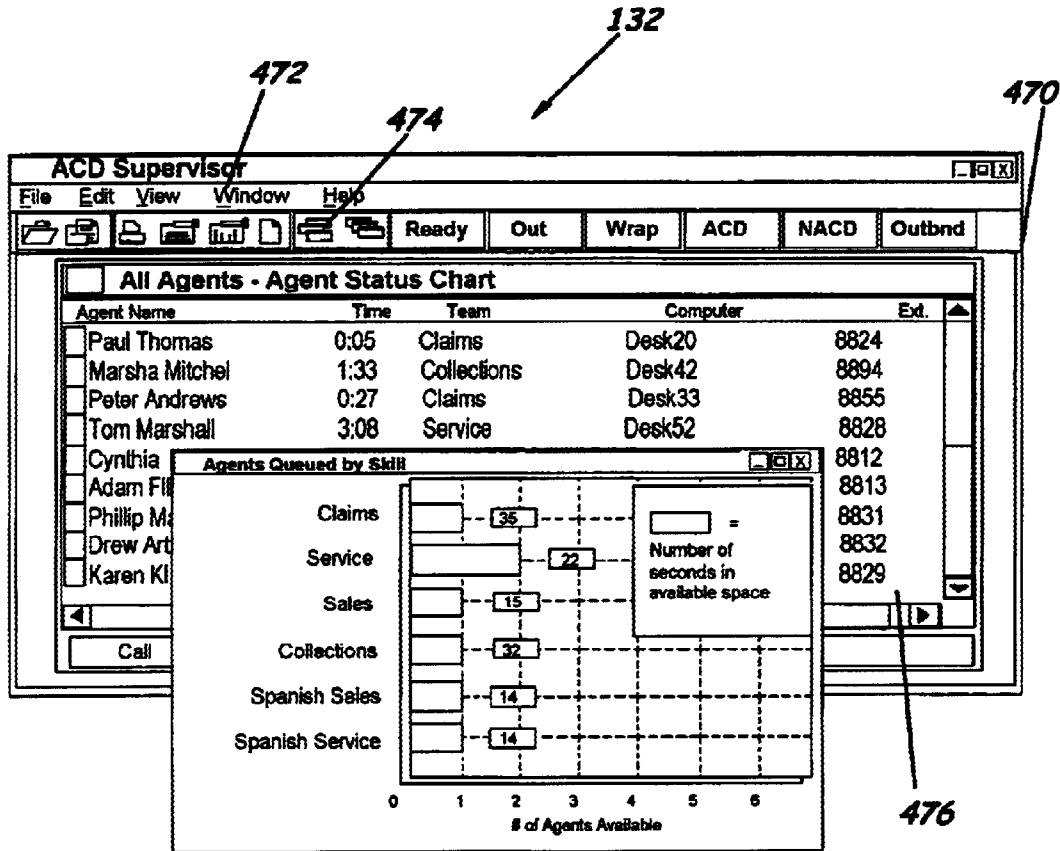 132
472
474
470
ACD Supervisor
File Edit View Window Help
Ready Out Wrap ACD NACD Outbnd
All Agents - Agent Status Chart
Agent Name Time Team Computer Ext.
Paul Thomas 0:05 Claims Desk20 8824
Marsha Mitchel 1:33 Collections Desk42 8894
Peter Andrews 0:27 Claims Desk33 8855
Tom Marshall 3:08 Service Desk52 8828
Cynthia 8812
Adam 8813
Phillip Ma 8831
Drew Art 8832
Karen Kl 8829
Call
Agents Queued by Skill
Claims 35
Service 22
Sales 15
Collections 32
Spanish Sales 14
Spanish Service 14
=
Number of
seconds in
available space
0 1 2 3 4 5 6
# of Agents Available
476